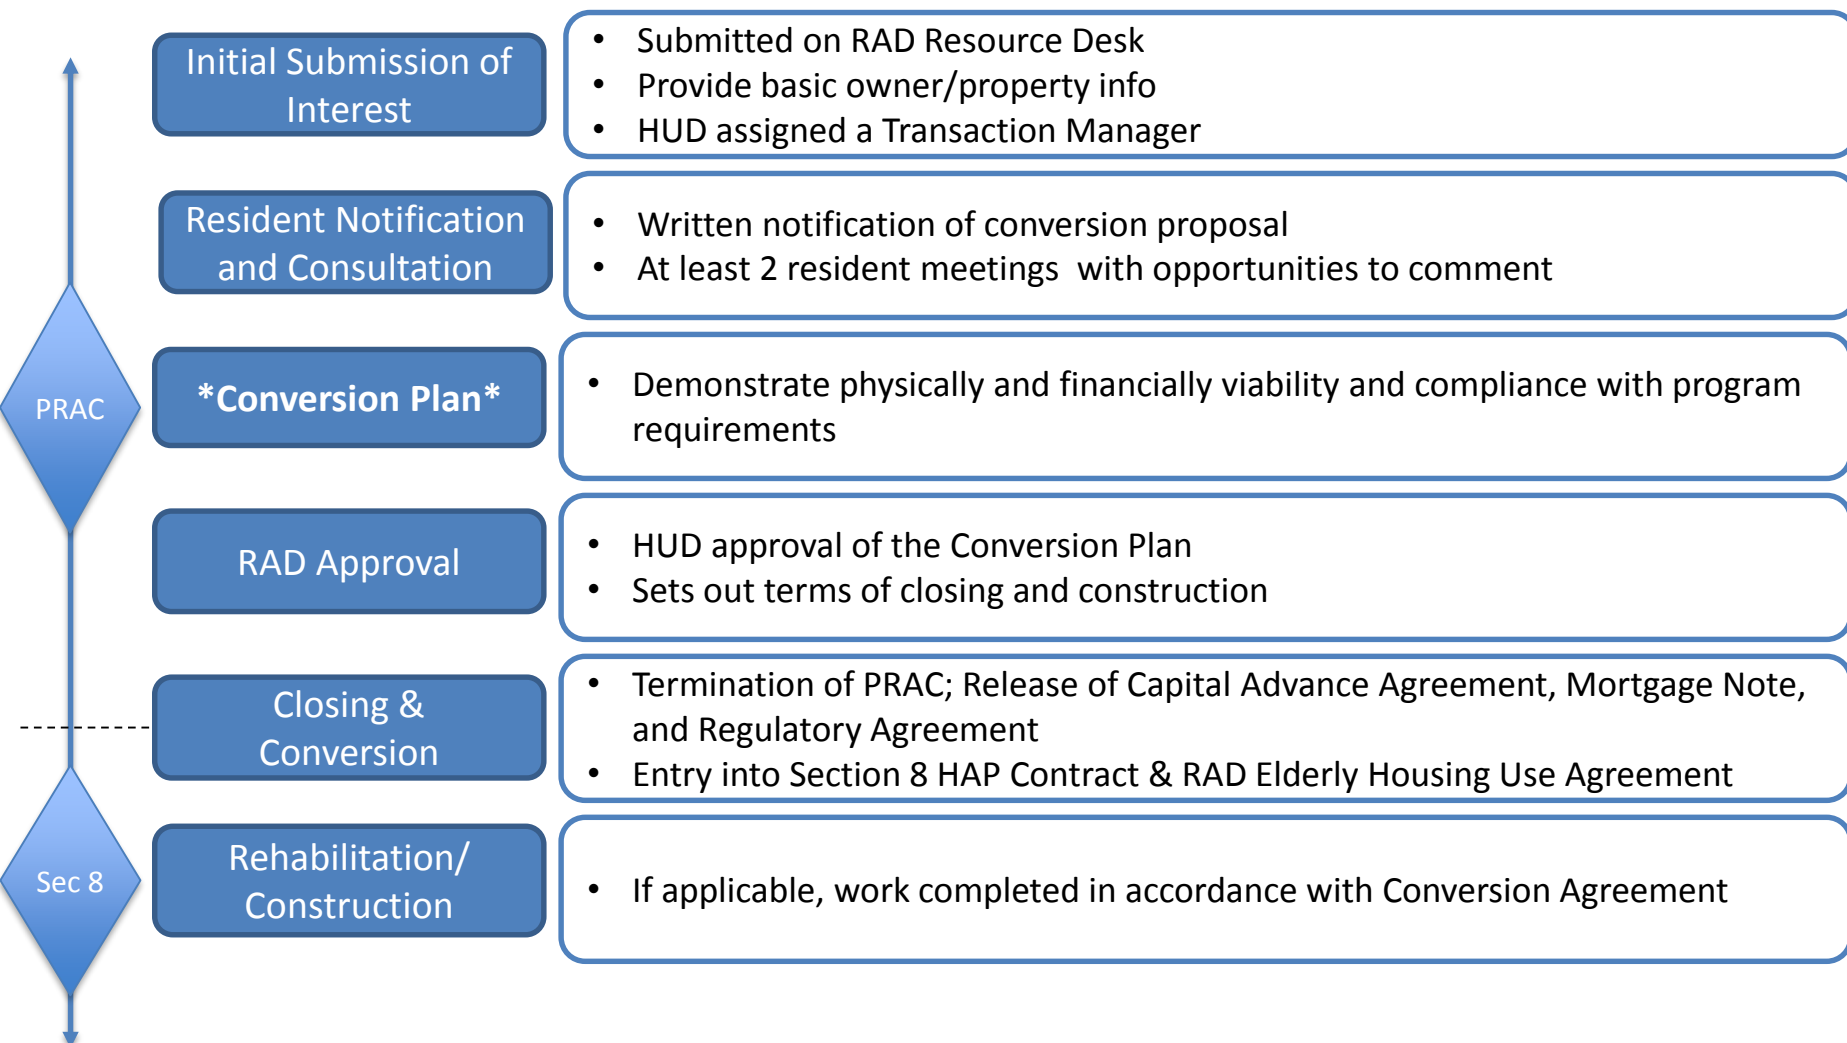 Initial Submission of
Interest
• Submitted on RAD Resource Desk
• Provide basic owner/property info
• HUD assigned a Transaction Manager
Resident Notification
and Consultation
• Written notification of conversion proposal
• At least 2 resident meetings  with opportunities to comment
PRAC
*Conversion Plan*
• Demonstrate physically and financially viability and compliance with program
requirements
RAD Approval
• HUD approval of the Conversion Plan
• Sets out terms of closing and construction
Closing &
Conversion
• Termination of PRAC; Release of Capital Advance Agreement, Mortgage Note,
and Regulatory Agreement
• Entry into Section 8 HAP Contract & RAD Elderly Housing Use Agreement
Sec 8
Rehabilitation/
Construction
• If applicable, work completed in accordance with Conversion Agreement